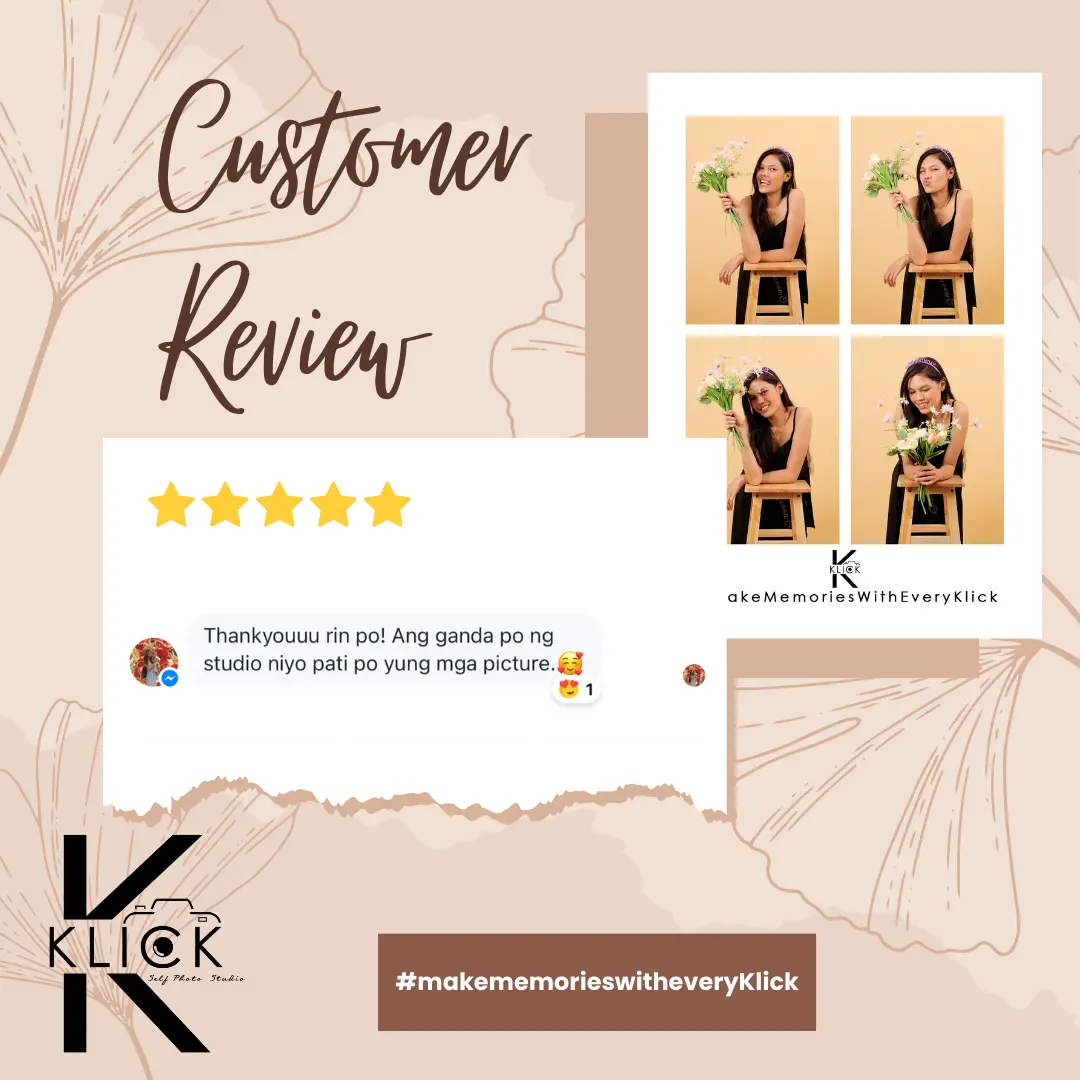 Customer
Review
Thankyouuu rin po! Ang ganda po ng
studio niyo pati po yung mga picture.🥰
😍 1
KLICK
akeMemoriesWithEveryKlick
KLICK
Self Photo Studio
#makememorieswitheveryKlick